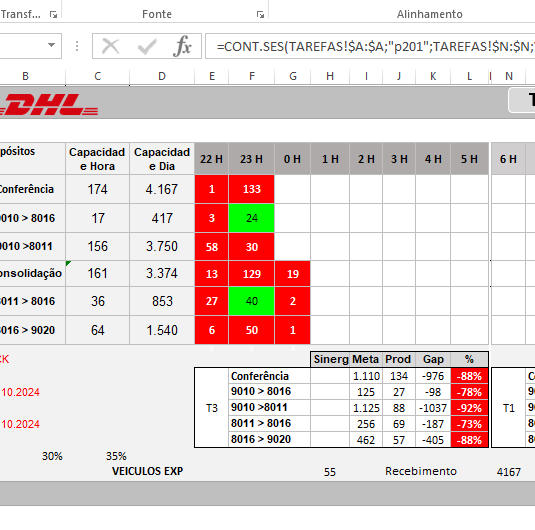 Transf...
Fonte
Alinhamento
fx
=CONT.SES(TAREFAS!$A:$A;"p201";TAREFAS!$N:$N;
B C D E F G H I J K L N
DHL
T
pósitos Capacidad e Hora Capacidad e Dia 22 H 23 H 0 H 1 H 2 H 3 H 4 H 5 H 6 H
Conferência 174 4.167 1 133
9010 > 8016 17 417 3 24
9010 >8011 156 3.750 58 30
onsolidação 161 3.374 13 129 19
8011 > 8016 36 853 27 40 2
8016 > 9020 64 1.540 6 50 1
CK
Sinerg Meta Prod Gap %
Conferência 1.110 134 -976 -88% C
10.2024 9010 > 8016 125 27 -98 -78% 9
T3 9010 >8011 1.125 88 -1037 -92% T1 9
10.2024 8011 > 8016 256 69 -187 -73% 8
8016 > 9020 462 57 -405 -88% 8
30% 35%
VEICULOS EXP 55 Recebimento 4167